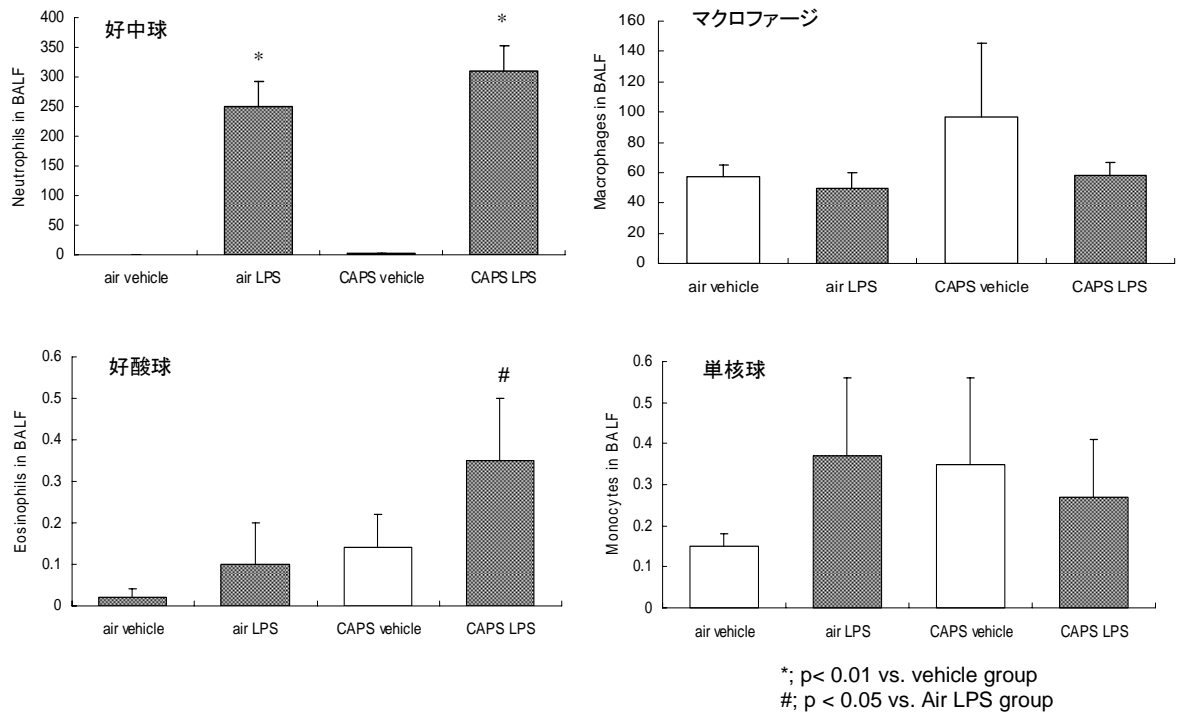 好中球
Neutrophils in BALF
400
350
300
250
200
150
100
50
0
*
*
air vehicle
air LPS
CAPS vehicle
CAPS LPS
マクロファージ
Macrophages in BALF
160
140
120
100
80
60
40
20
0
air vehicle
air LPS
CAPS vehicle
CAPS LPS
好酸球
Eosinophils in BALF
0.6
0.5
0.4
0.3
0.2
0.1
0
#
air vehicle
air LPS
CAPS vehicle
CAPS LPS
単核球
Monocytes in BALF
0.6
0.5
0.4
0.3
0.2
0.1
0
air vehicle
air LPS
CAPS vehicle
CAPS LPS
*; p< 0.01 vs. vehicle group
#; p < 0.05 vs. Air LPS group